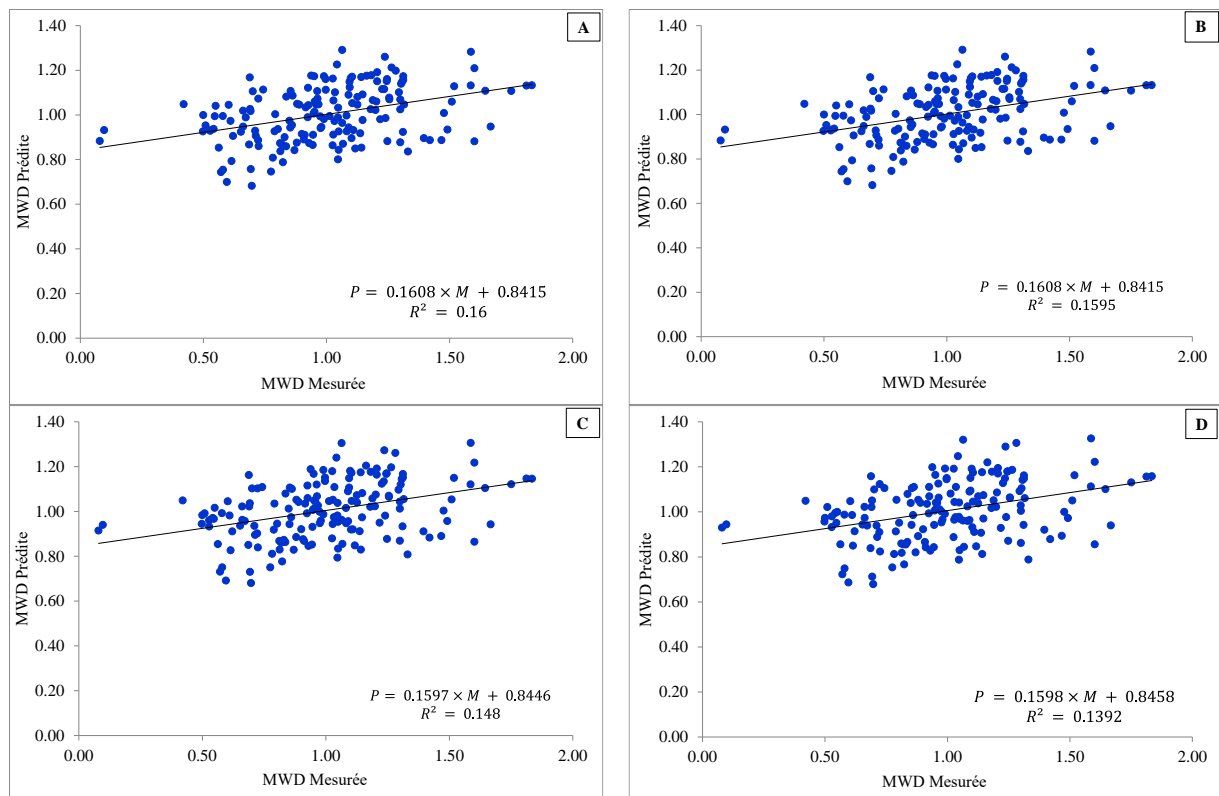 A
1.40
1.20
1.00
0.80
0.60
0.40
0.20
0.00
MWD Prédite
P = 0.1608 × M + 0.8415
R² = 0.16
0.00 0.50 1.00 1.50 2.00
MWD Mesurée
B
1.40
1.20
1.00
0.80
0.60
0.40
0.20
0.00
MWD Prédite
P = 0.1608 × M + 0.8415
R² = 0.1595
0.00 0.50 1.00 1.50 2.00
MWD Mesurée
C
1.40
1.20
1.00
0.80
0.60
0.40
0.20
0.00
MWD Prédite
P = 0.1597 × M + 0.8446
R² = 0.148
0.00 0.50 1.00 1.50 2.00
MWD Mesurée
D
1.40
1.20
1.00
0.80
0.60
0.40
0.20
0.00
MWD Prédite
P = 0.1598 × M + 0.8458
R² = 0.1392
0.00 0.50 1.00 1.50 2.00
MWD Mesurée